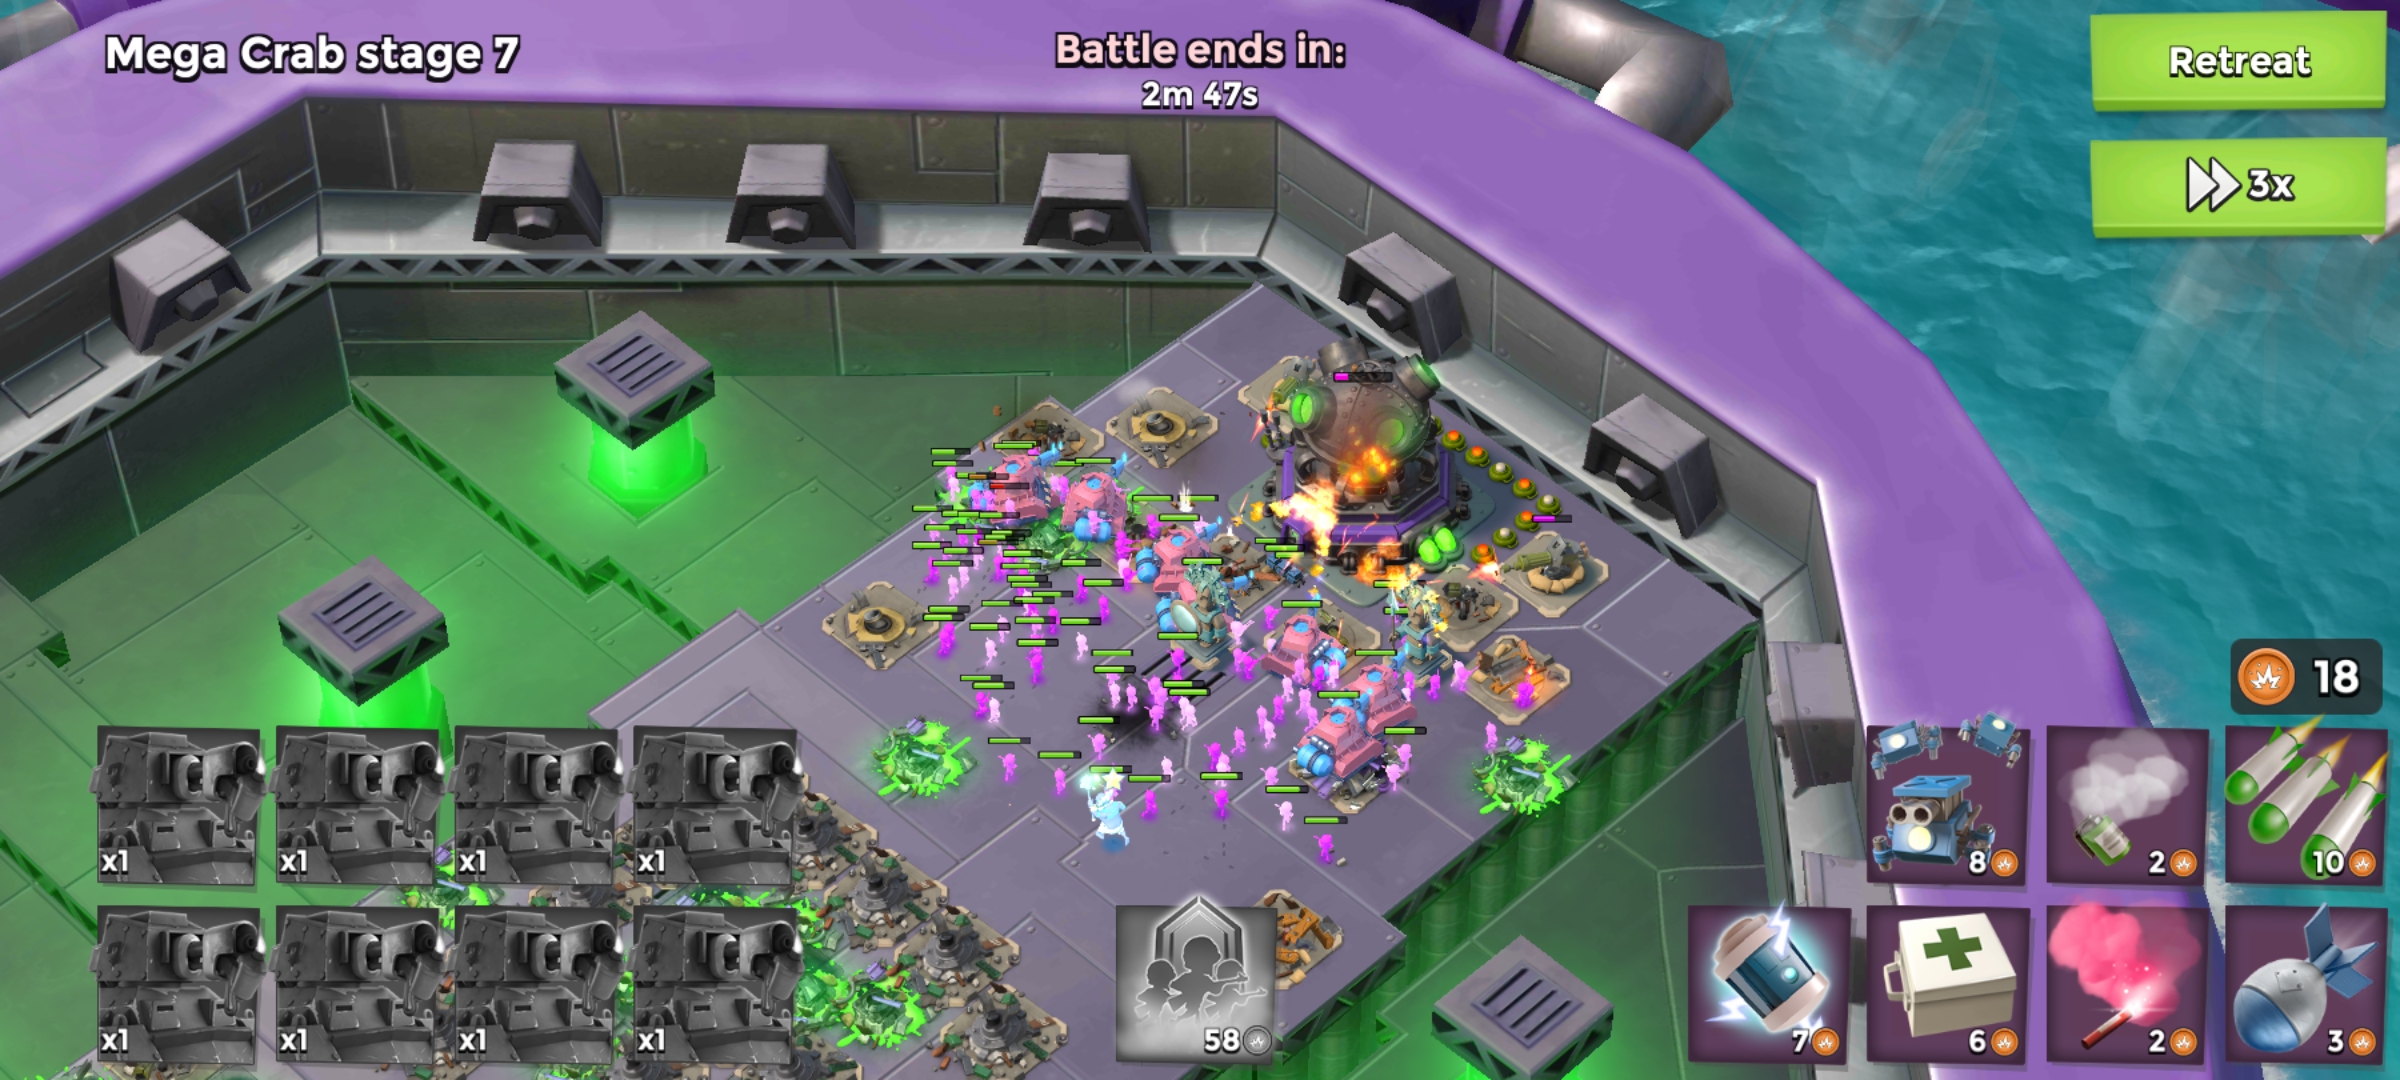 Mega Crab stage 7
Battle ends in:
2m 47s
Retreat
3x
18
8
2
10
x1
x1
x1
x1
x1
x1
x1
x1
58
7
6
2
3